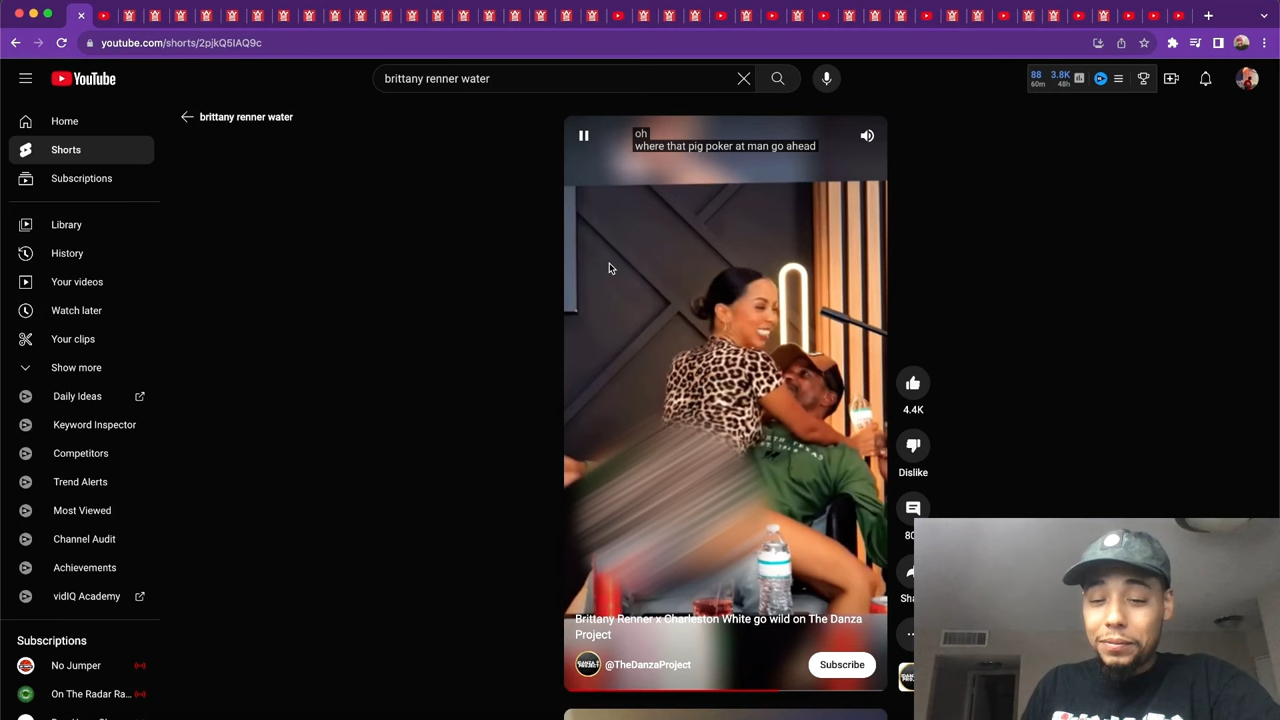 youtube.com/shorts/2pjkQ5IAQ9c
YouTube
brittany renner water
88
60m
3.8K
48h
brittany renner water
Home
Shorts
Subscriptions
Library
History
Your videos
Watch later
Your clips
Show more
Daily Ideas
Keyword Inspector
Competitors
Trend Alerts
Most Viewed
Channel Audit
Achievements
vidIQ Academy
Subscriptions
No Jumper
On The Radar Ra...
oh
where that pig poker at man go ahead
TEXAS
Brittany Renner x Charleston White go wild on The Danza
Project
@TheDanzaProject
Subscribe
4.4K
Dislike